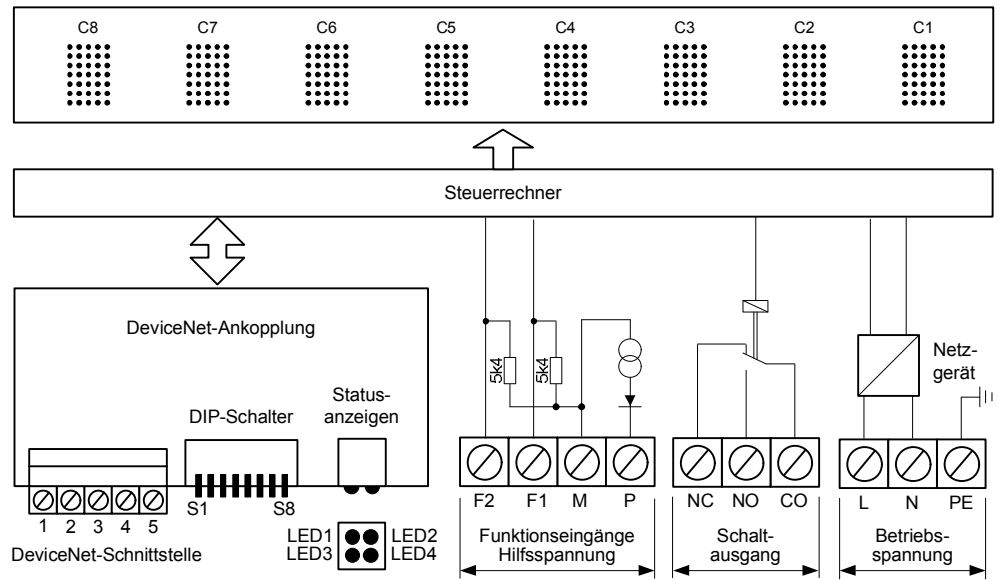 C8 C7 C6 C5 C4 C3 C2 C1
Steuerrechner
DeviceNet-Ankopplung
DIP-Schalter
Status-
anzeigen
S1 S8
1 2 3 4 5
DeviceNet-Schnittstelle
LED1 LED2
LED3 LED4
5k4 5k4
F2 F1 M P
Funktionseingänge
Hilfsspannung
NC NO CO
Schalt-
ausgang
Netz-
gerät
L N PE
Betriebs-
spannung